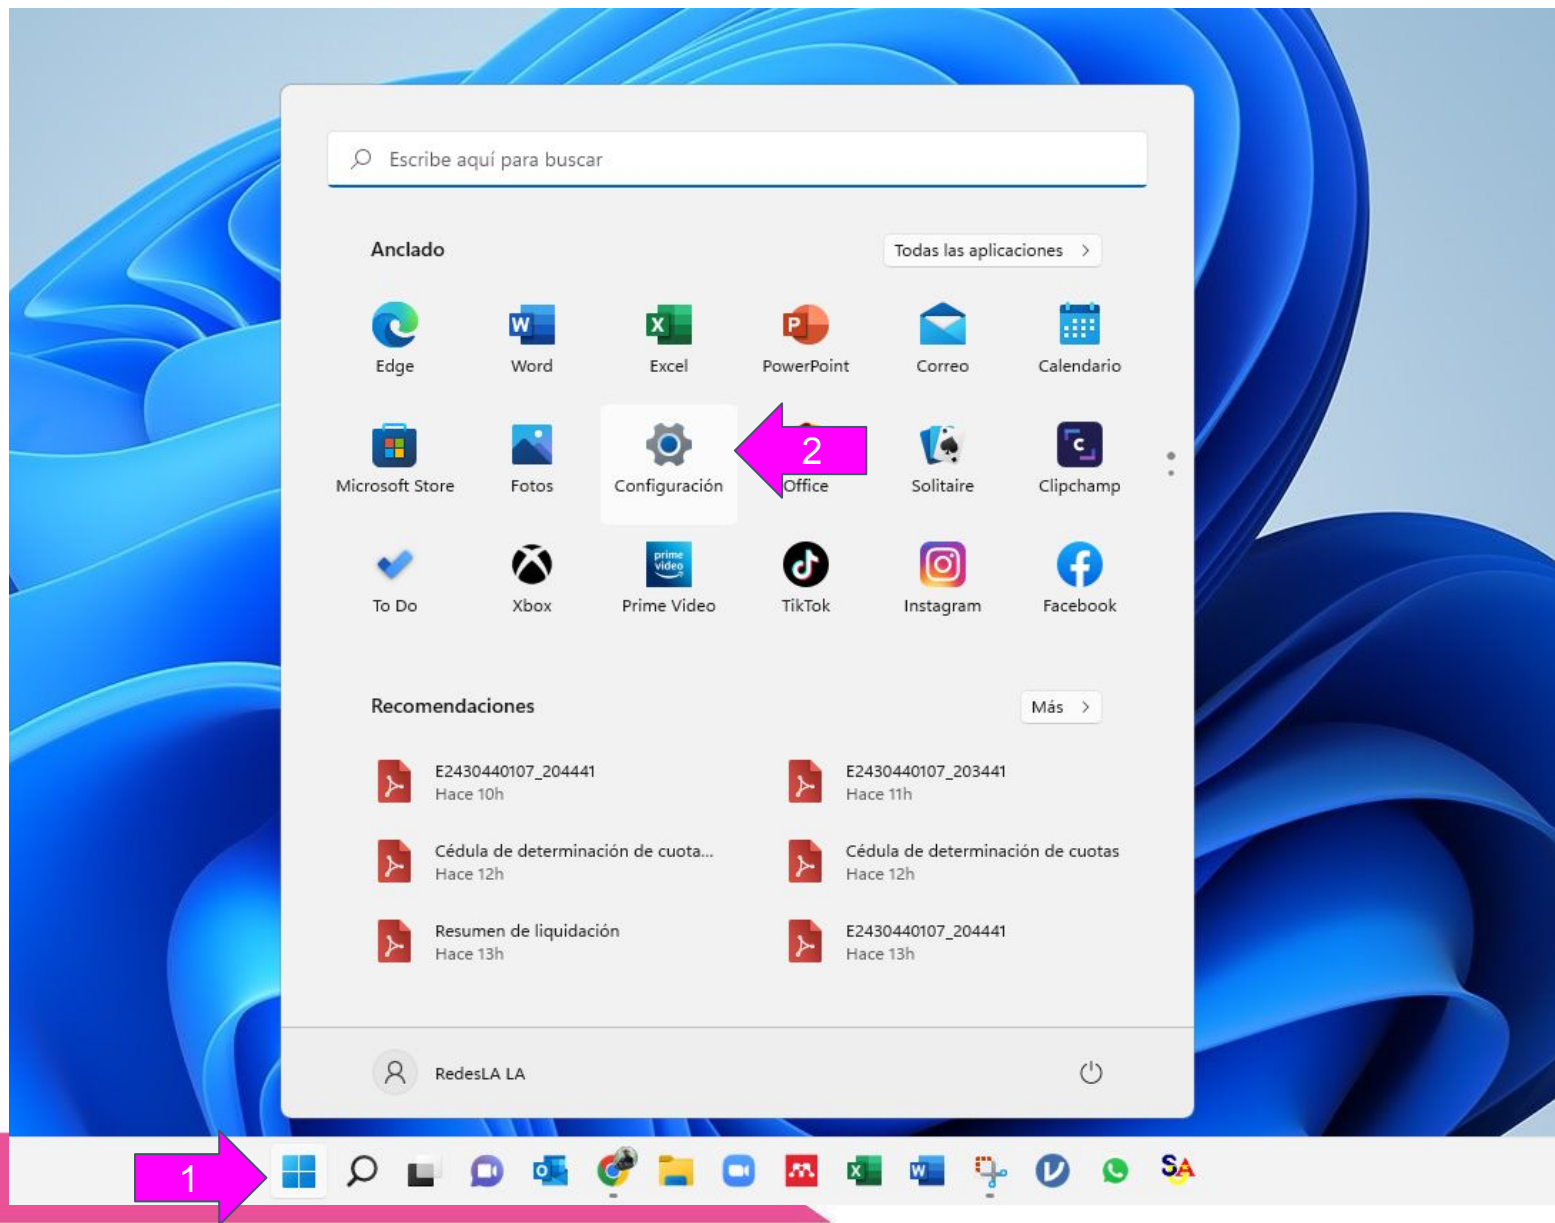 Escribe aquí para buscar
Anclado
Todas las aplicaciones
Edge
Word
Excel
PowerPoint
Correo
Calendario
2
Microsoft Store
Fotos
Configuración
Office
Solitaire
Clipchamp
prime
video
To Do
Xbox
Prime Video
TikTok
Instagram
Facebook
Recomendaciones
Más
E2430440107_204441
Hace 10h
E2430440107_203441
Hace 11h
Cédula de determinación de cuota...
Hace 12h
Cédula de determinación de cuotas
Hace 12h
Resumen de liquidación
Hace 13h
E2430440107_204441
Hace 13h
RedesLA LA
1
SA